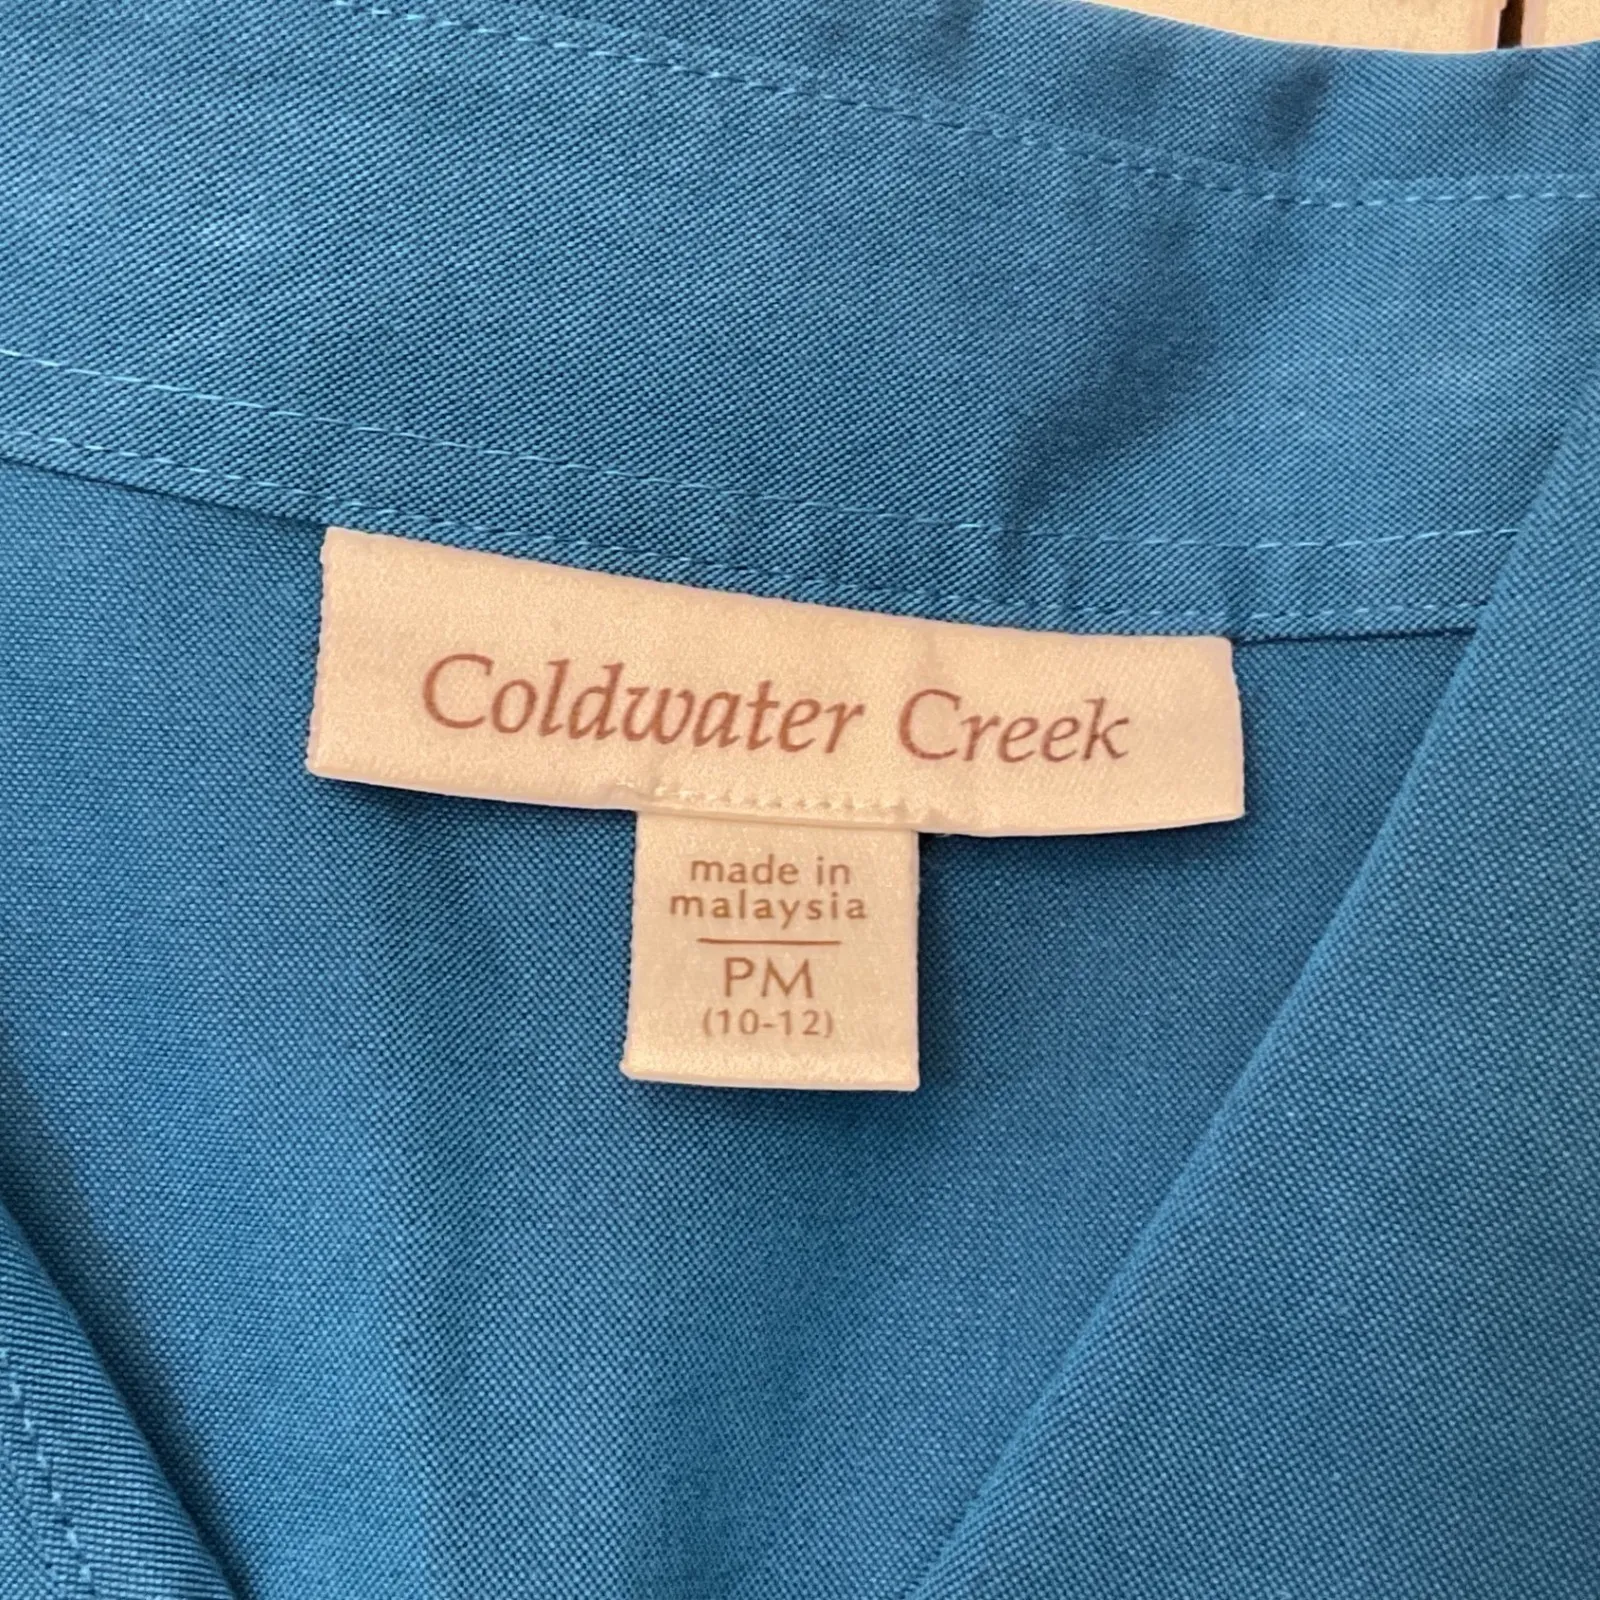 Coldwater Creek
made in
malaysia
PM
(10-12)